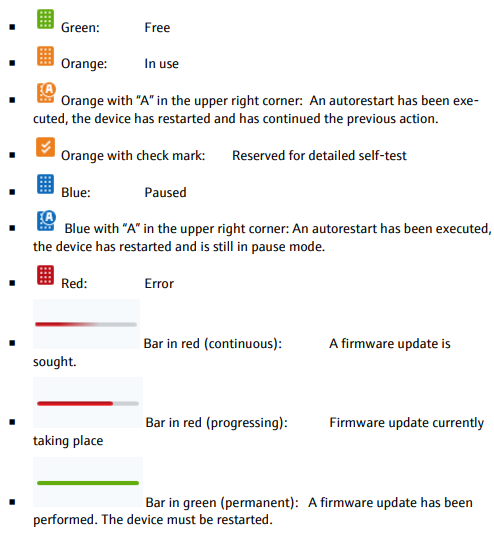 Green: Free
Orange: In use
A Orange with “A” in the upper right corner: An autorestart has been exe-
cuted, the device has restarted and has continued the previous action.
Orange with check mark: Reserved for detailed self-test
Blue: Paused
A Blue with “A” in the upper right corner: An autorestart has been executed,
the device has restarted and is still in pause mode.
Red: Error
Bar in red (continuous): A firmware update is
sought.
Bar in red (progressing): Firmware update currently
taking place
Bar in green (permanent): A firmware update has been
performed. The device must be restarted.